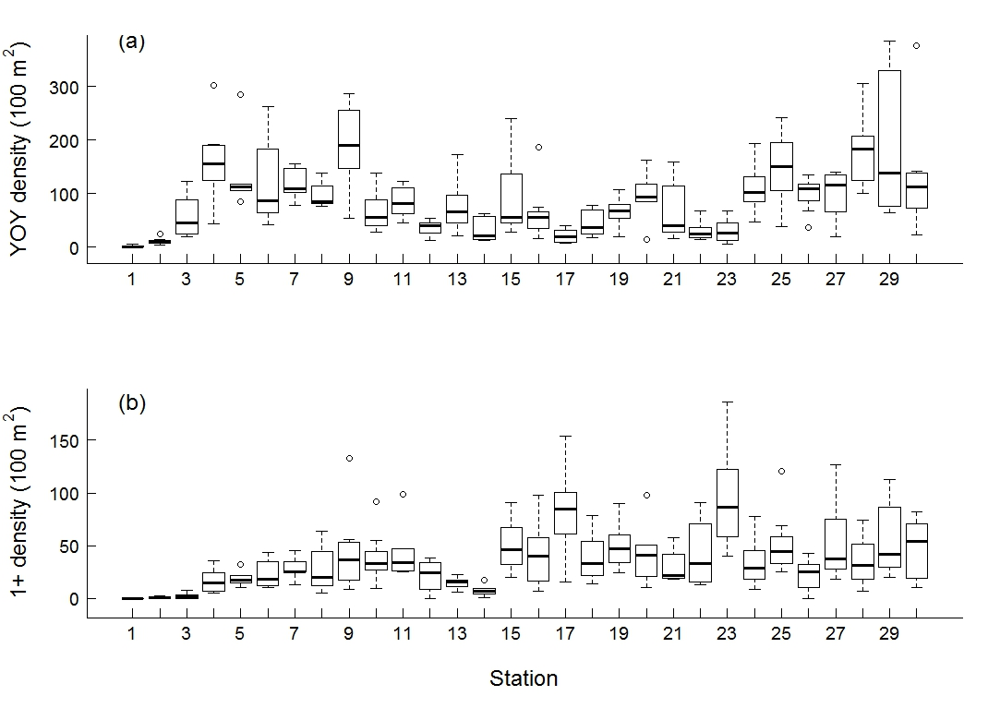 (a)
YOY density (100 m²)
300
200
100
0
1 3 5 7 9 11 13 15 17 19 21 23 25 27 29
(b)
1+ density (100 m²)
150
100
50
0
1 3 5 7 9 11 13 15 17 19 21 23 25 27 29
Station